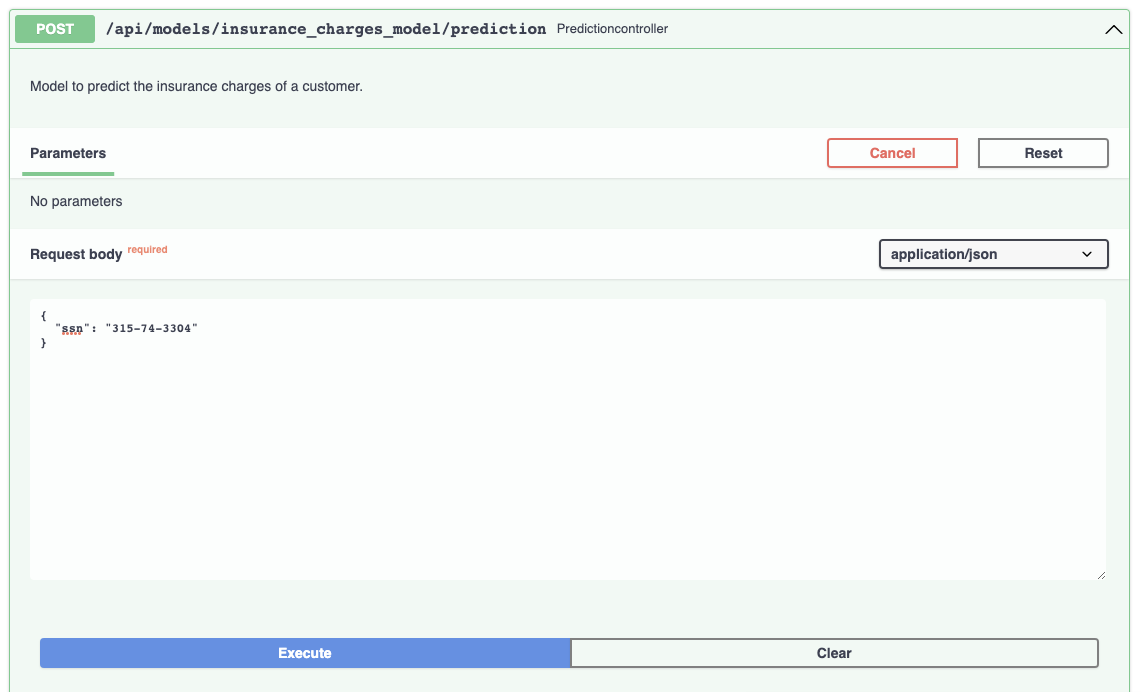 POST /api/models/insurance_charges_model/prediction Predictioncontroller
Model to predict the insurance charges of a customer.
Parameters
Cancel
Reset
No parameters
Request body required
application/json
{
  "ssn": "315-74-3304"
}
Execute
Clear